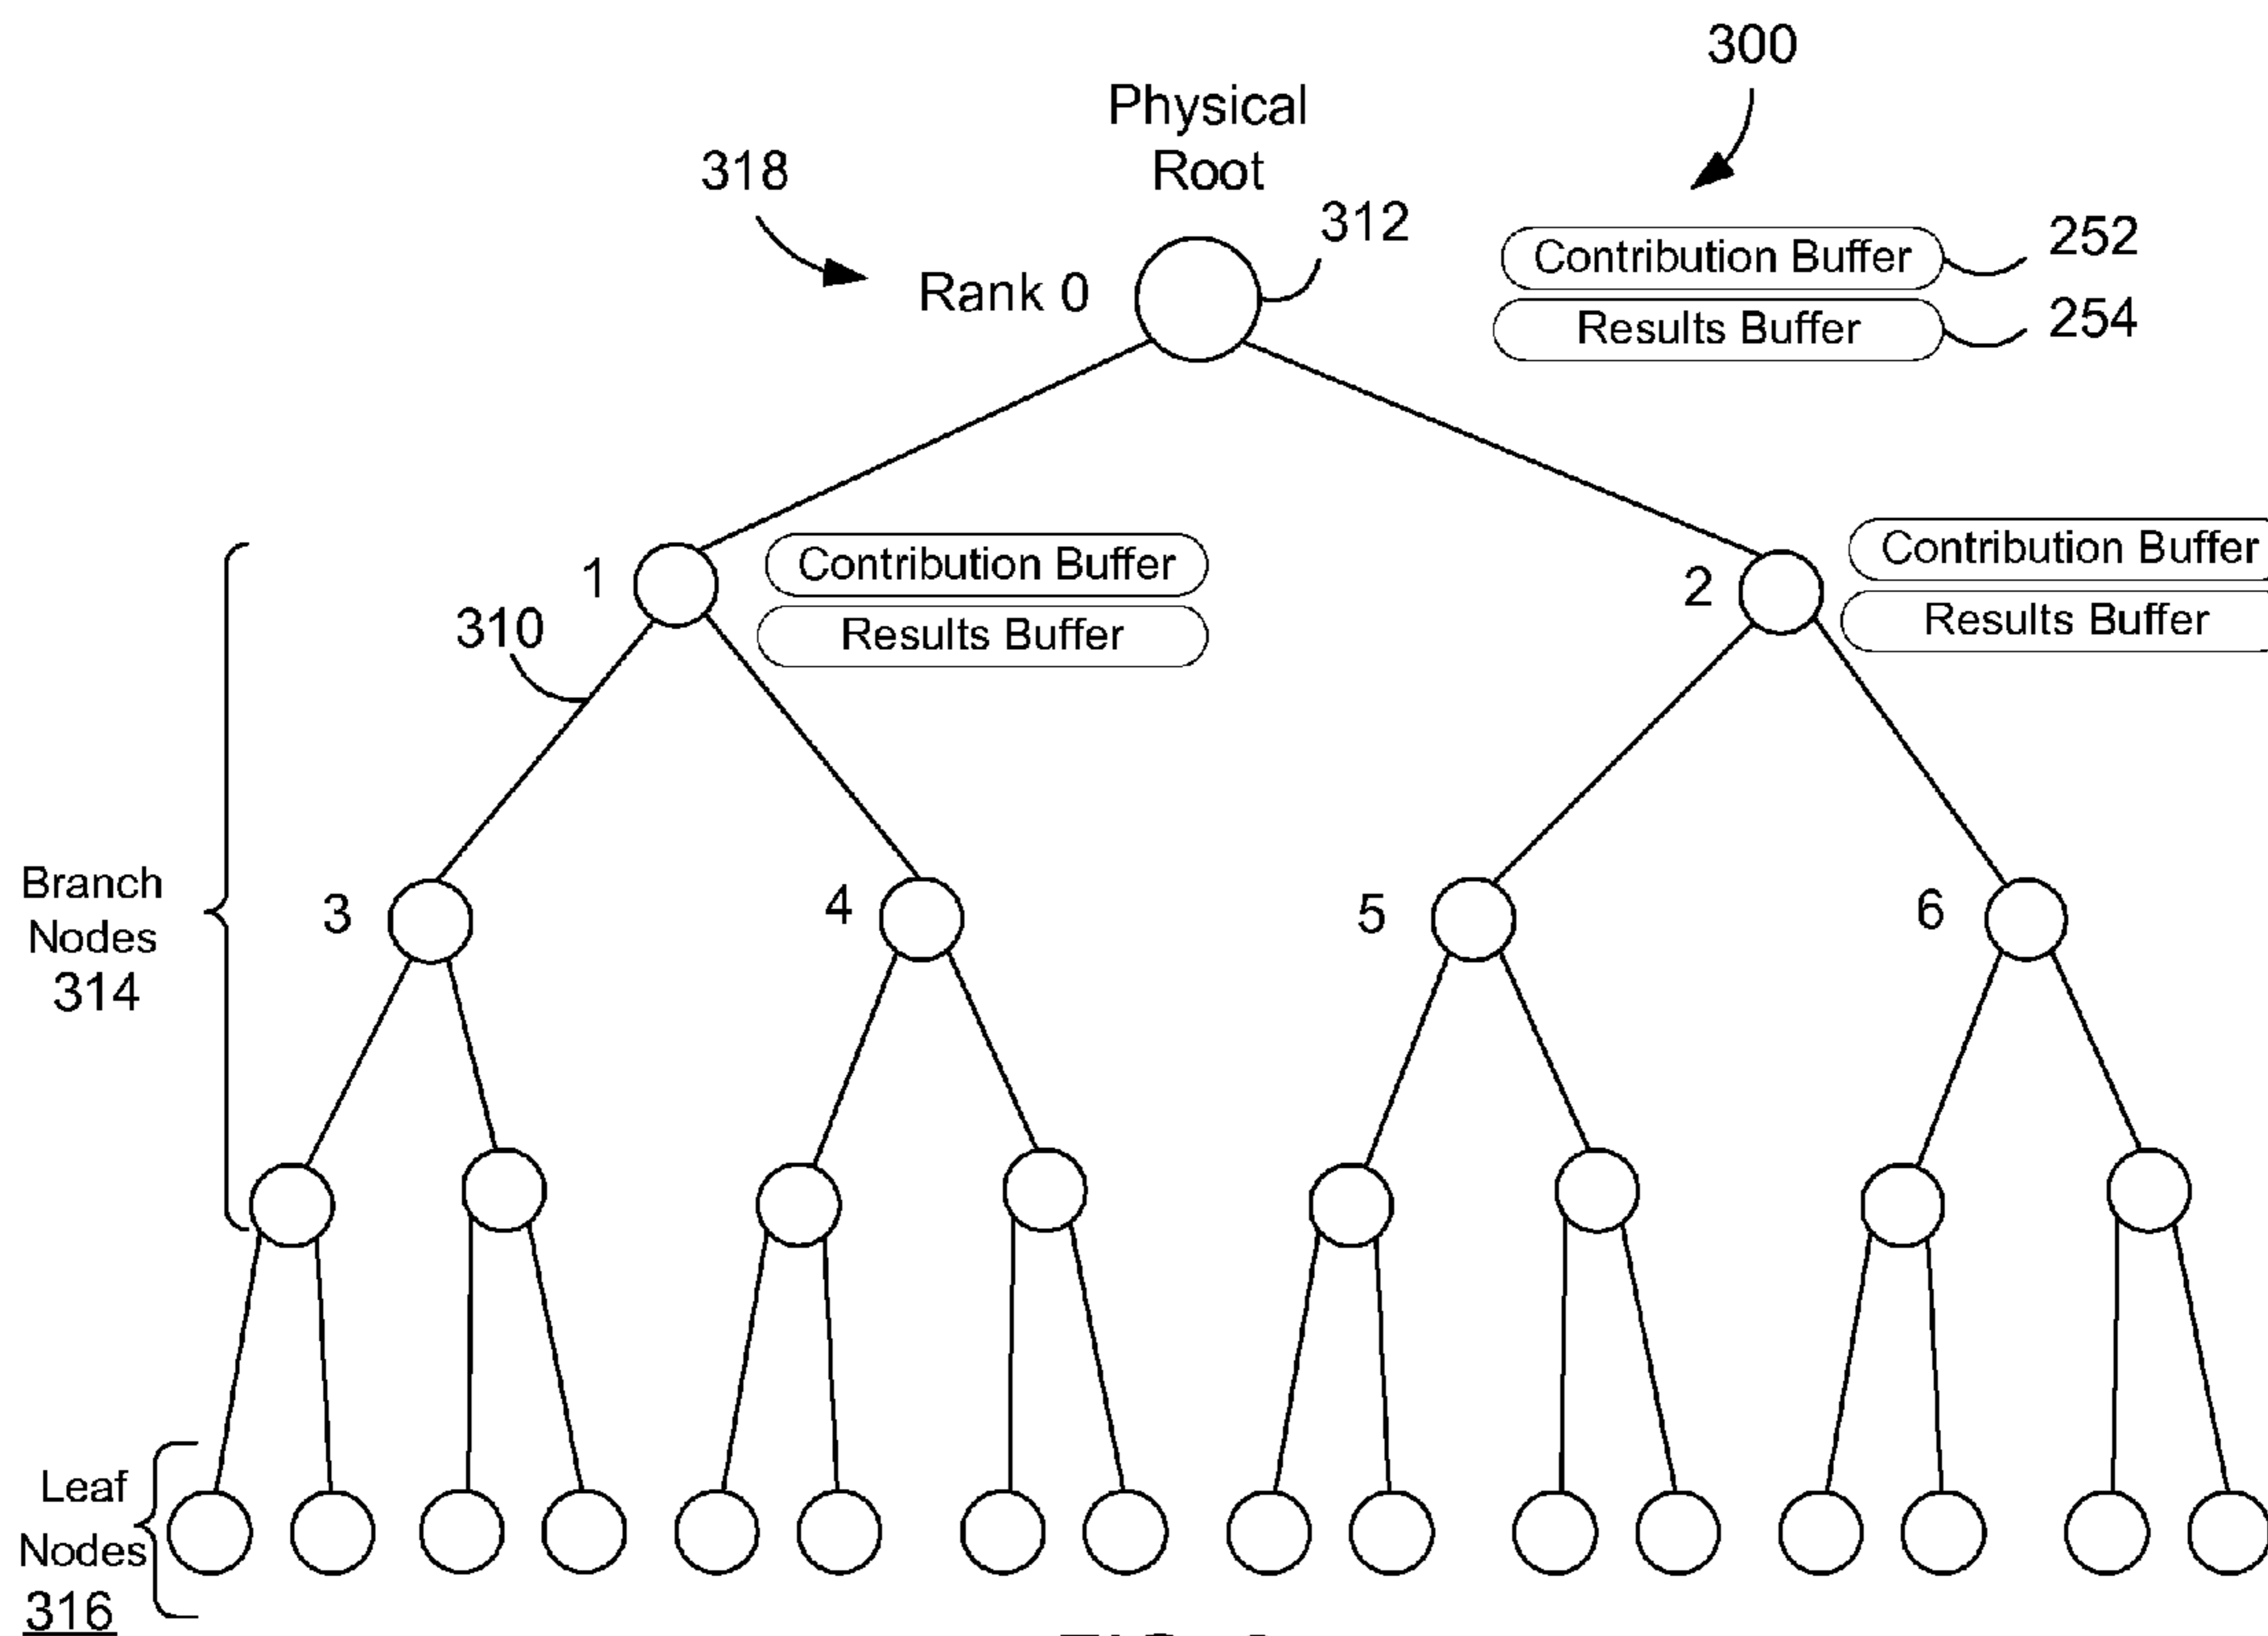 300
Physical
Root
318
312
Rank 0
Contribution Buffer
252
Results Buffer
254
1
Contribution Buffer
Results Buffer
2
Contribution Buffer
Results Buffer
310
Branch
Nodes
314
3
4
5
6
Leaf
Nodes
316